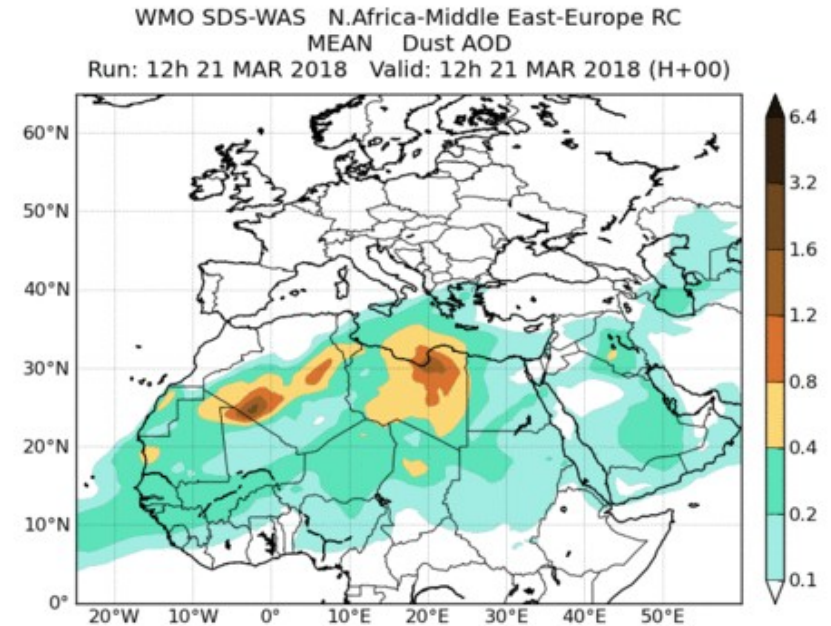 WMO SDS-WAS N.Africa-Middle East-Europe RC
MEAN Dust AOD
Run: 12h 21 MAR 2018 Valid: 12h 21 MAR 2018 (H+00)
60°N
50°N
40°N
30°N
20°N
10°N
0°
20°W 10°W 0° 10°E 20°E 30°E 40°E 50°E
6.4
3.2
1.6
1.2
0.8
0.4
0.2
0.1